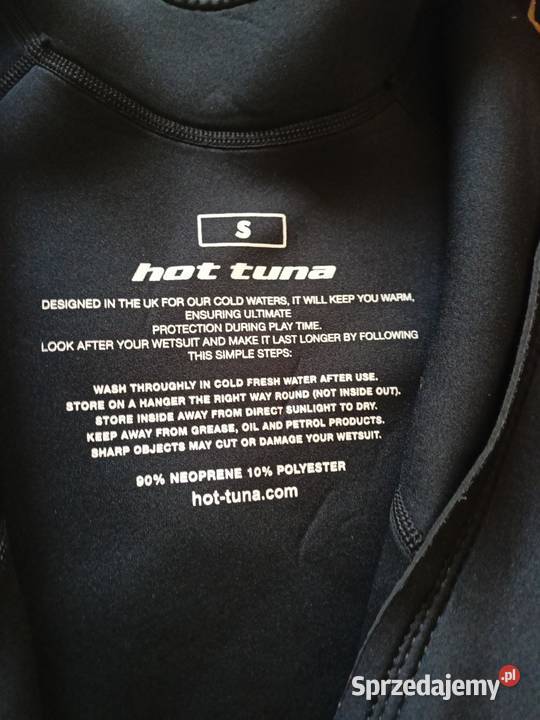 S
hot tuna
DESIGNED IN THE UK FOR OUR COLD WATERS, IT WILL KEEP YOU WARM,
ENSURING ULTIMATE
PROTECTION DURING PLAY TIME.
LOOK AFTER YOUR WETSUIT AND MAKE IT LAST LONGER BY FOLLOWING
THIS SIMPLE STEPS:
WASH THROUGHLY IN COLD FRESH WATER AFTER USE.
STORE ON A HANGER THE RIGHT WAY ROUND (NOT INSIDE OUT).
STORE INSIDE AWAY FROM DIRECT SUNLIGHT TO DRY.
KEEP AWAY FROM GREASE, OIL AND PETROL PRODUCTS.
SHARP OBJECTS MAY CUT OR DAMAGE YOUR WETSUIT.
90% NEOPRENE 10% POLYESTER
hot-tuna.com
Sprzedajemy.pl